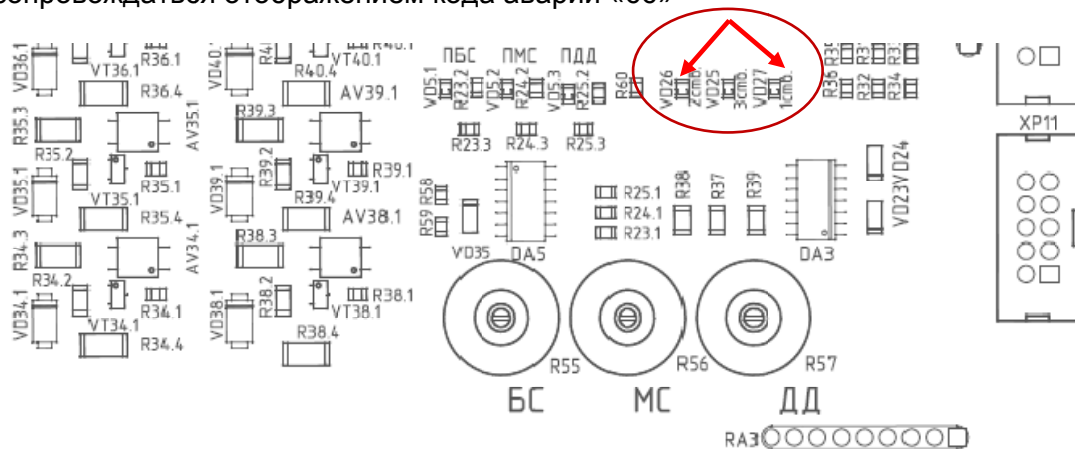 сопровождаться отображением кода аварии
VD36.1
R36.1
VT36.1
R36.4
VD40.1
R40.1
VT40.1
R40.4
AV39.1
ПБС
ПМС
ПДД
VD5.1
R23.2
VD5.2
R24.2
VD5.3
R25.2
R60
VD26
2ств.
VD25
3ств.
VD27
1ств.
R36
R32
R34
XP11
R35.3
AV35.1
R39.3
R23.3
R24.3
R25.3
R35.2
R35.1
VD35.1
VT35.1
R35.4
R39.2
R39.1
VD39.1
VT39.1
R39.4
AV38.1
R58
R59
R25.1
R24.1
R23.1
R38
R37
R39
VD24
VD23
R34.3
AV34.1
R38.3
VD35
DA5
DA3
R34.2
R34.1
VD34.1
VT34.1
R34.4
R38.2
R38.1
VD38.1
VT38.1
R38.4
R55
R56
R57
БС
МС
ДД
RA3